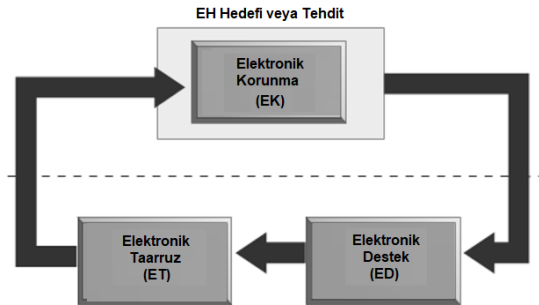 EH Hedefi veya Tehdit
Elektronik
Korunma
(EK)
Elektronik
Taarruz
(ET)
Elektronik
Destek
(ED)